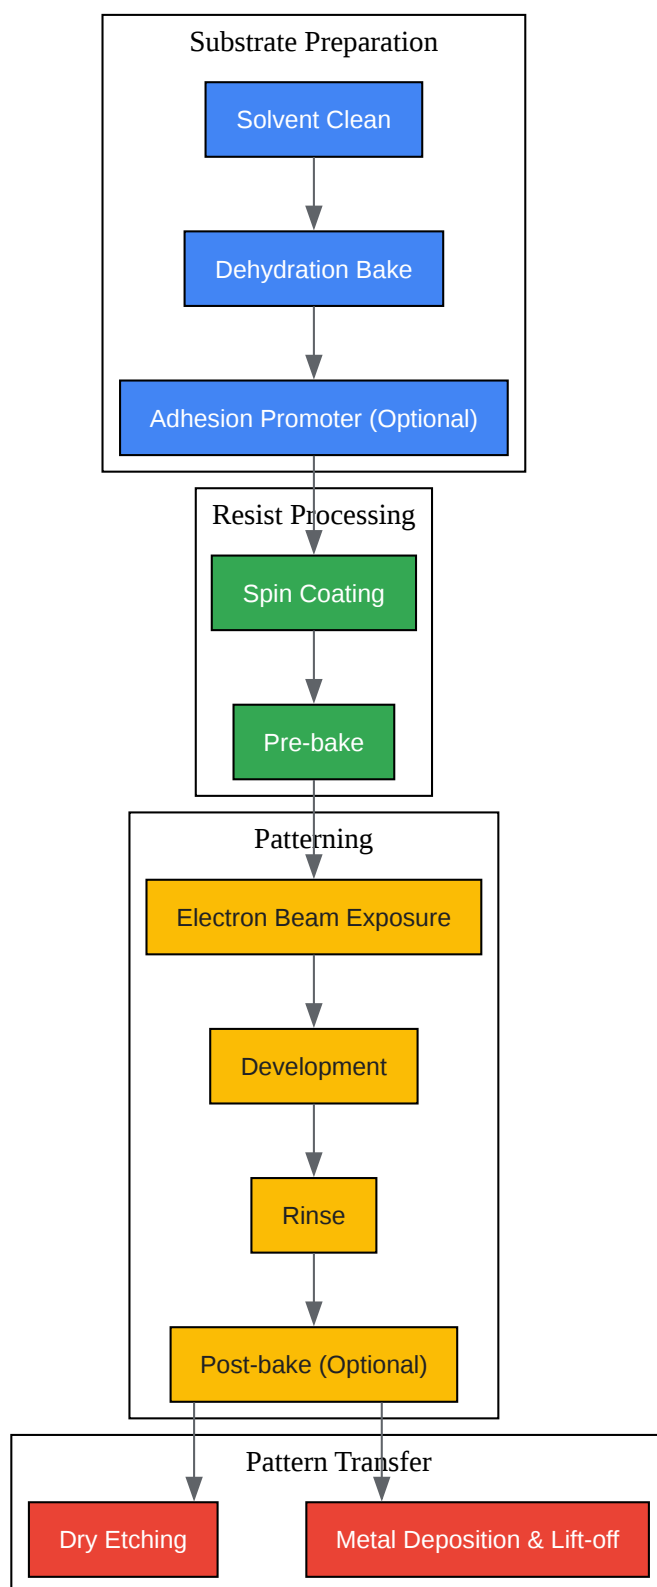 Substrate Preparation
Solvent Clean
Dehydration Bake
Adhesion Promoter (Optional)
Resist Processing
Spin Coating
Pre-bake
Patterning
Electron Beam Exposure
Development
Rinse
Post-bake (Optional)
Pattern Transfer
Dry Etching
Metal Deposition & Lift-off